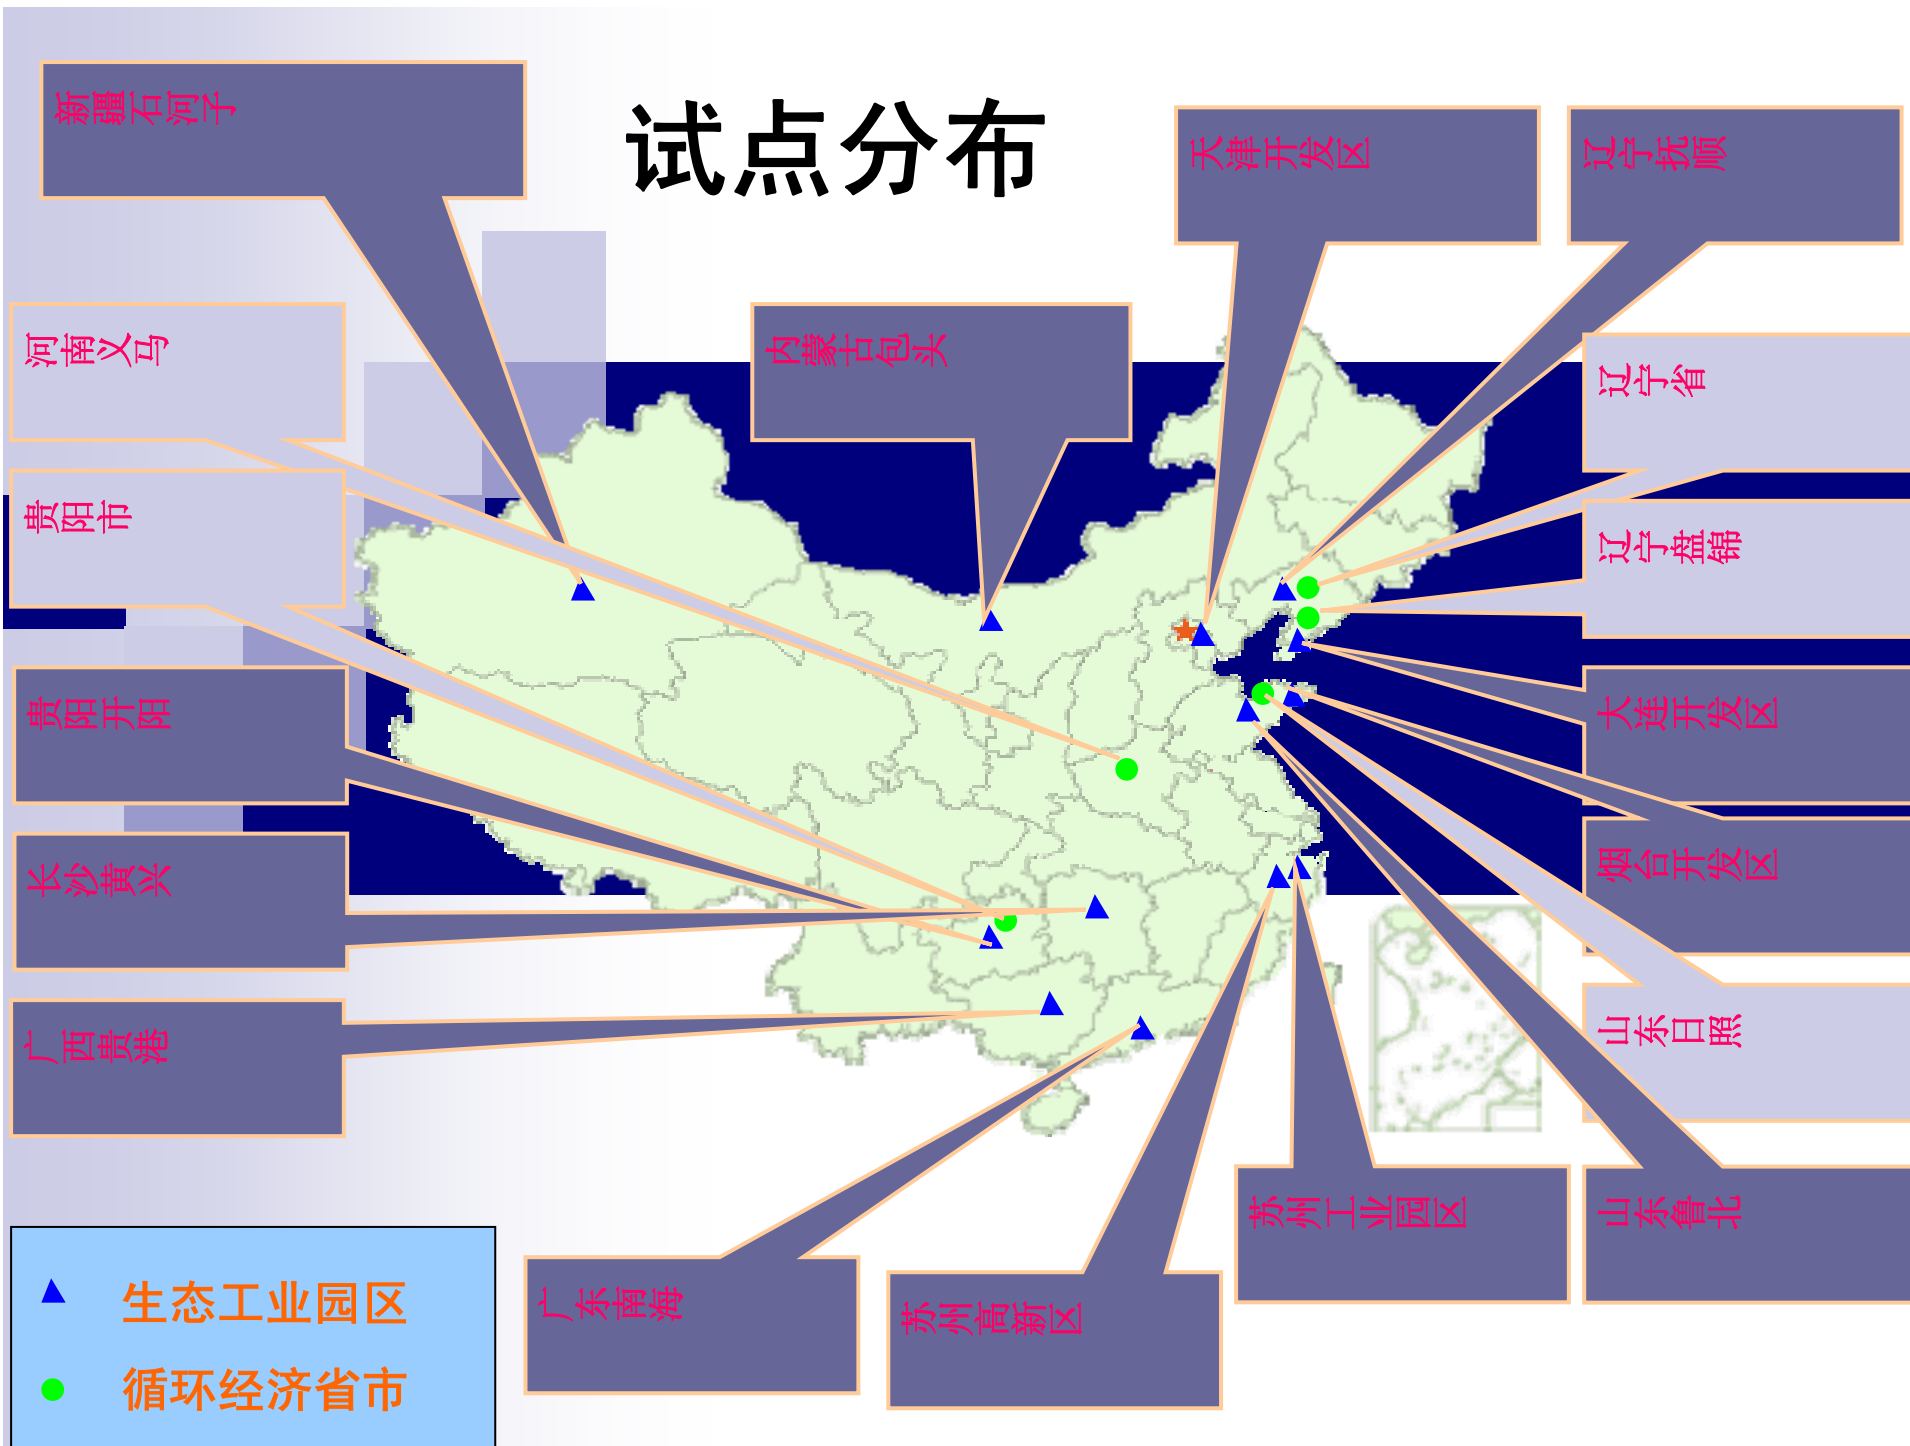 试点分布
新疆石河子
天津开发区
辽宁抚顺
河南义马
内蒙古包头
辽宁省
贵阳市
辽宁盘锦
贵阳开阳
大连开发区
长沙黄兴
烟台开发区
广西贵港
山东日照
苏州工业园区
山东鲁北
广东南海
苏州高新区
生态工业园区
循环经济省市